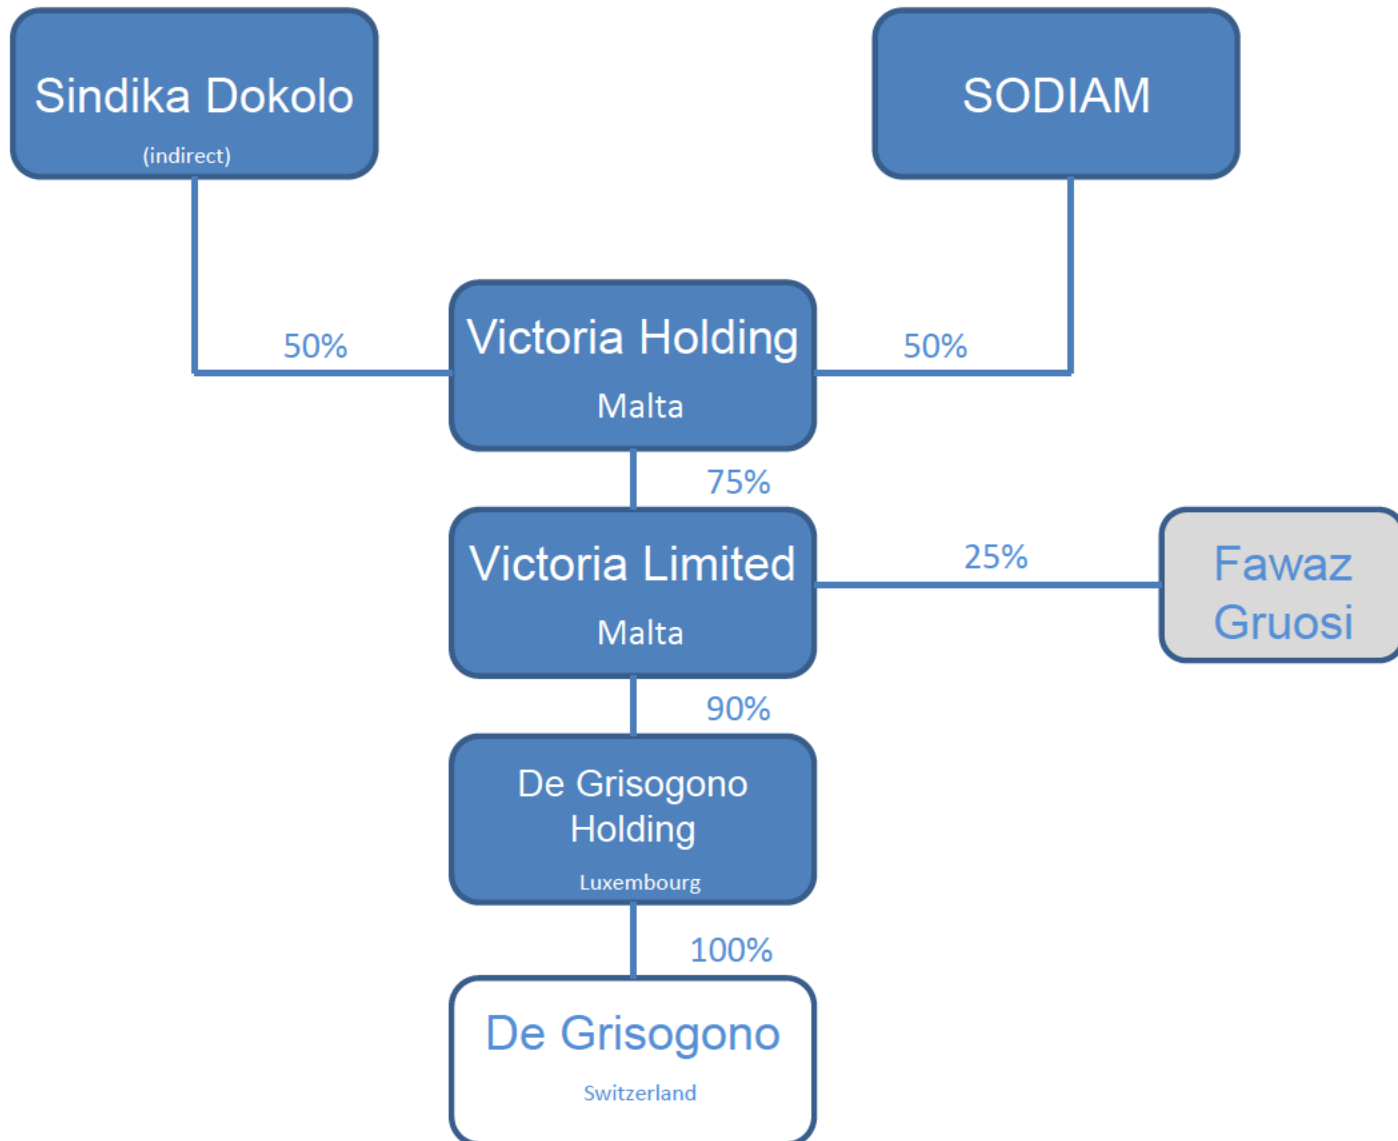 Sindika Dokolo
(indirect)
SODIAM
50%
Victoria Holding
Malta
50%
75%
Victoria Limited
Malta
25%
Fawaz
Gruosi
90%
De Grisogono
Holding
Luxembourg
100%
De Grisogono
Switzerland